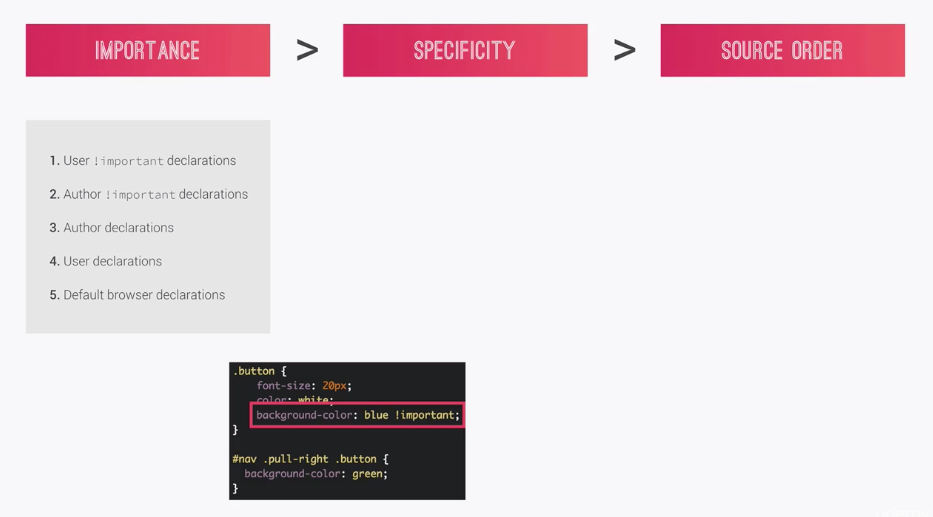 IMPORTANCE > SPECIFICITY > SOURCE ORDER
1. User !important declarations
2. Author !important declarations
3. Author declarations
4. User declarations
5. Default browser declarations
.button {
font-size: 20px;
color: white;
background-color: blue !important;
}
#nav .pull-right .button {
background-color: green;
}